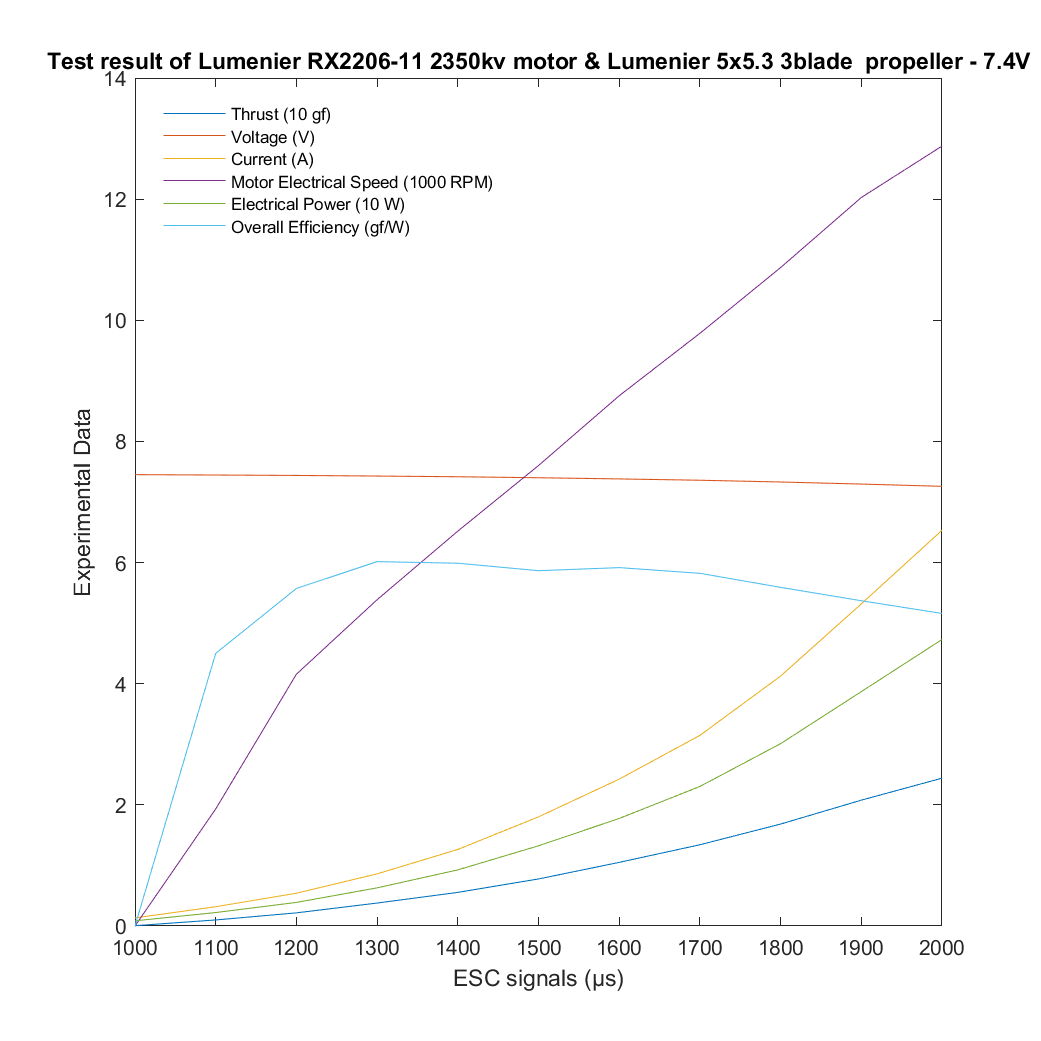 Test result of Lumenier RX2206-11 2350kv motor & Lumenier 5x5.3 3blade  propeller - 7.4V
14
Thrust (10 gf)
Voltage (V)
Current (A)
Motor Electrical Speed (1000 RPM)
Electrical Power (10 W)
Overall Efficiency (gf/W)
12
10
8
6
4
2
0
Experimental Data
1000 1100 1200 1300 1400 1500 1600 1700 1800 1900 2000
ESC signals (μs)